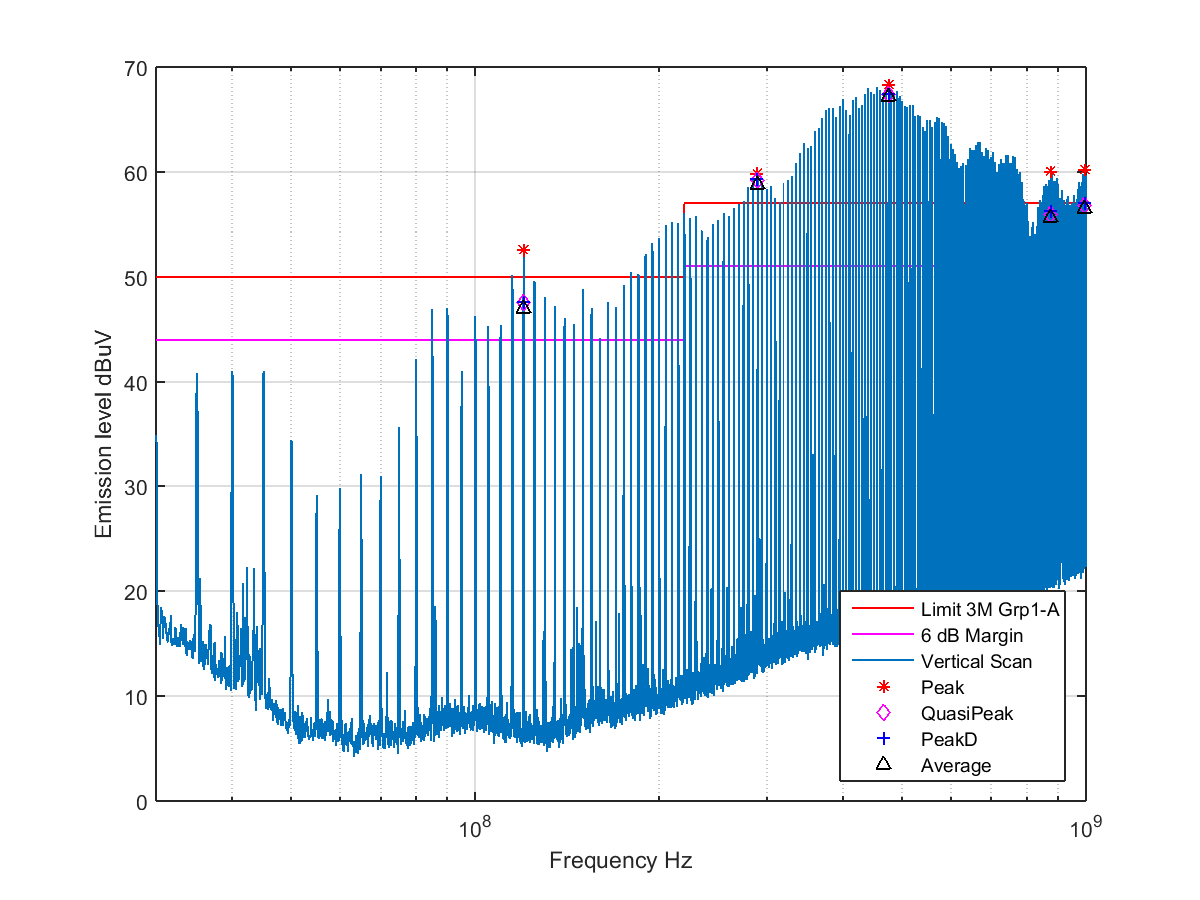 70
60
50
40
30
20
10
0
Emission level dBuV
10^8
10^9
Frequency Hz
Limit 3M Grp1-A
6 dB Margin
Vertical Scan
Peak
QuasiPeak
PeakD
Average